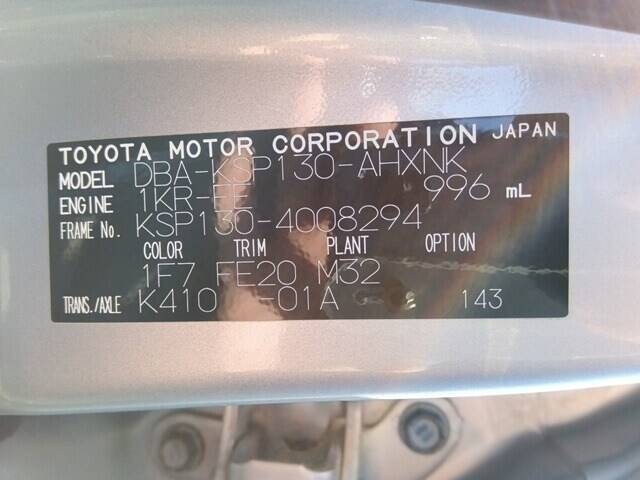 TOYOTA MOTOR CORPORATION JAPAN
MODEL DBA-KSP130-AHXNK
ENGINE 1KR-FE 996 mL
FRAME No. KSP130-4008294
COLOR TRIM PLANT OPTION
1F7 FE20 M32
TRANS./AXLE K410 -01A 143